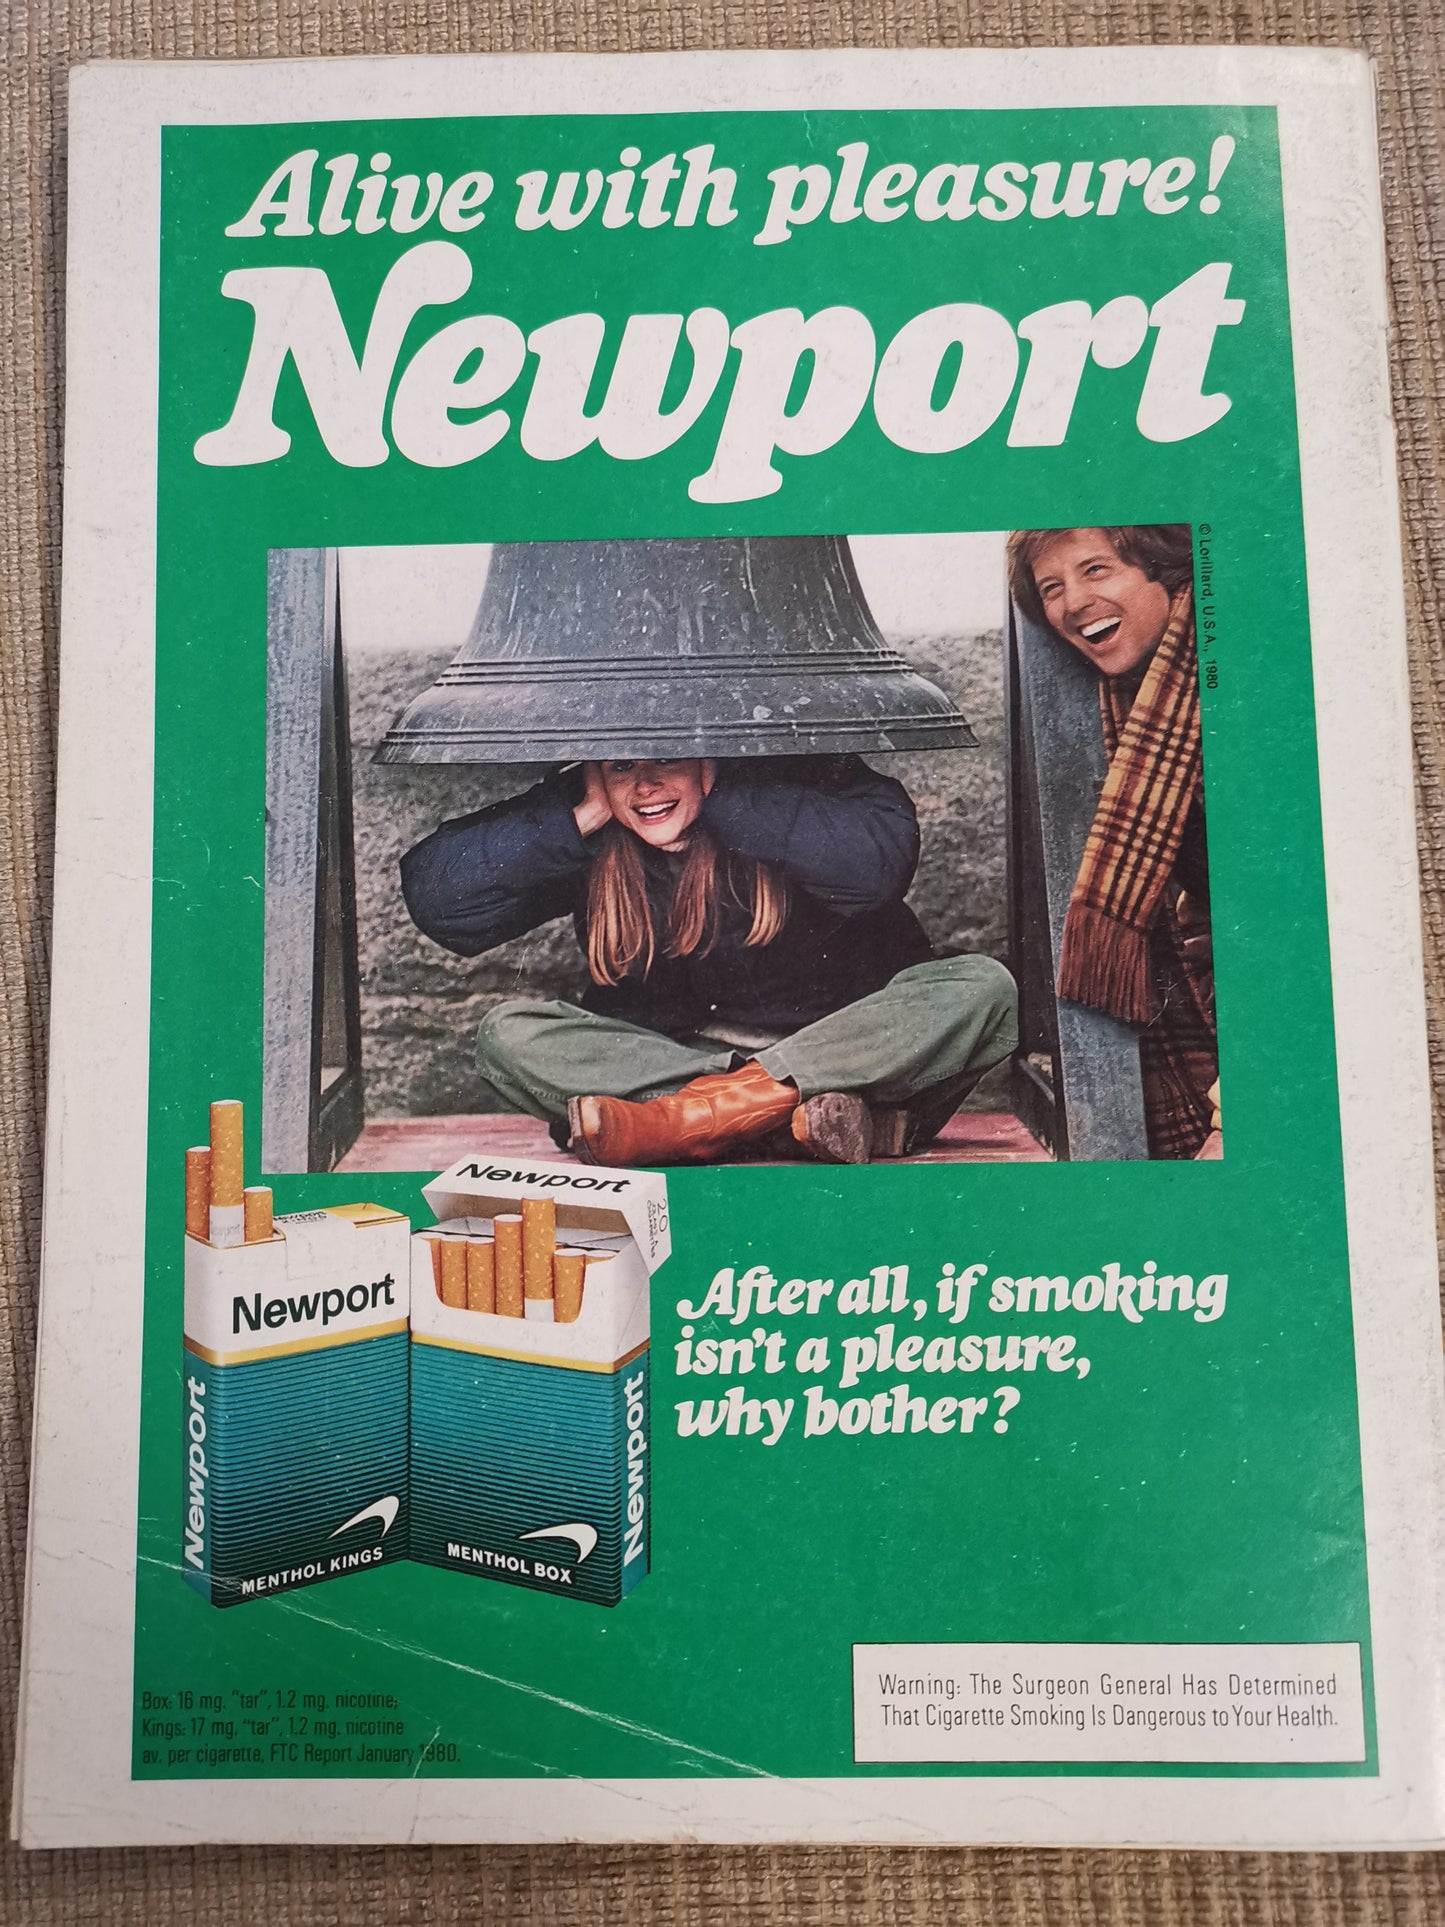 Alive with pleasure!
Newport
© Lorillard, U.S.A., 1980
Newport
20
Newport
Newport
Newport
MENTHOL KINGS
MENTHOL BOX
After all, if smoking
isn't a pleasure,
why bother?
Box: 16 mg. "tar", 1.2 mg. nicotine;
Kings: 17 mg. "tar", 1.2 mg. nicotine
av. per cigarette, FTC Report January 1980.
Warning: The Surgeon General Has Determined
That Cigarette Smoking Is Dangerous to Your Health.